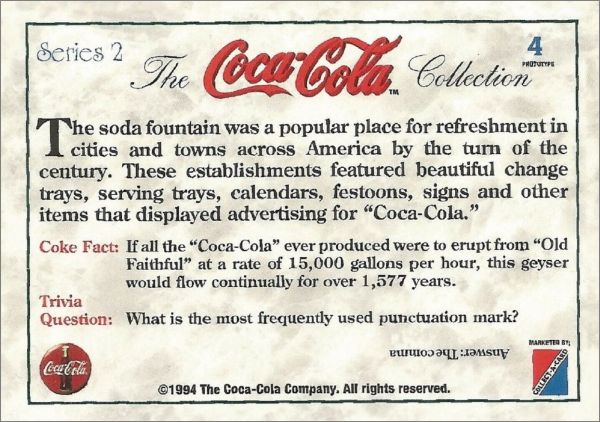 Series 2
The Coca-Cola™ Collection
4
PROTOTYPE
The soda fountain was a popular place for refreshment in
cities and towns across America by the turn of the
century. These establishments featured beautiful change
trays, serving trays, calendars, festoons, signs and other
items that displayed advertising for “Coca-Cola.”
Coke Fact: If all the “Coca-Cola” ever produced were to erupt from “Old
Faithful” at a rate of 15,000 gallons per hour, this geyser
would flow continually for over 1,577 years.
Trivia
Question: What is the most frequently used punctuation mark?
Answer: The comma
MARKETED BY:
COLLECT-A-CARD
Coca-Cola
©1994 The Coca-Cola Company. All rights reserved.